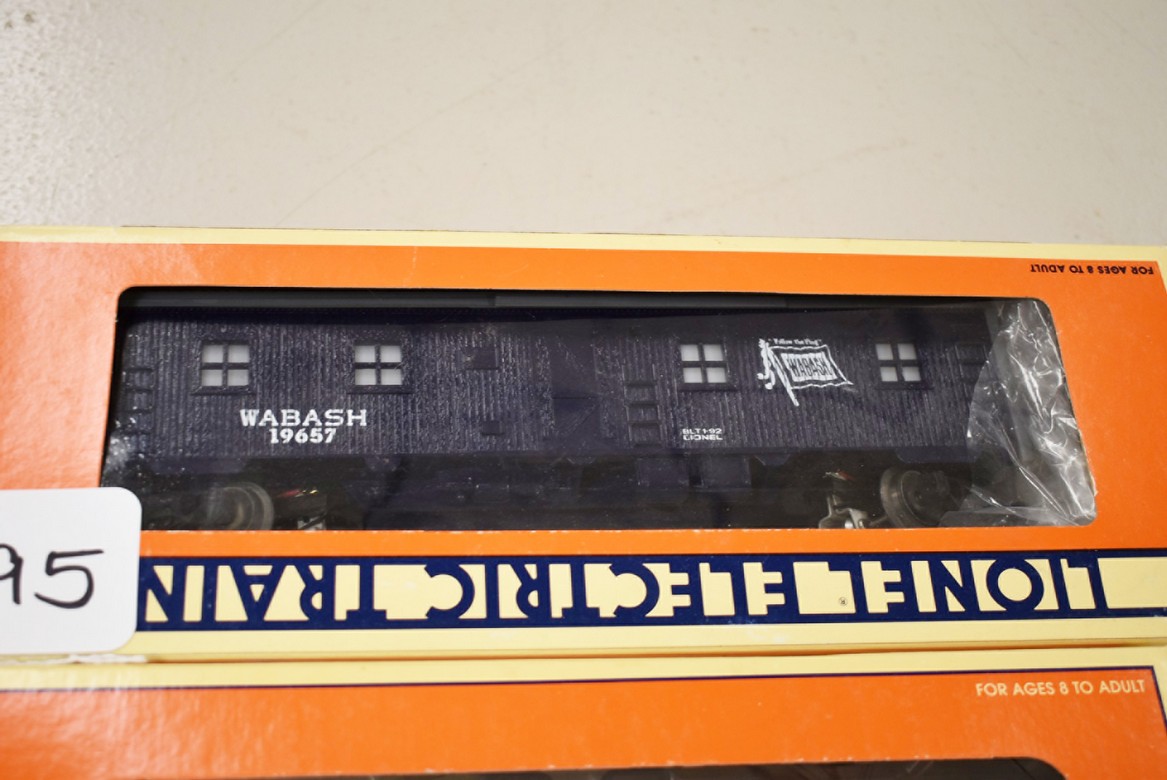 FOR AGES 8 TO ADULT
"Follow the Flag"
WABASH
WABASH
19657
BLT 1-92
LIONEL
95
LIONEL® ELECTRIC TRAIN
FOR AGES 8 TO ADULT